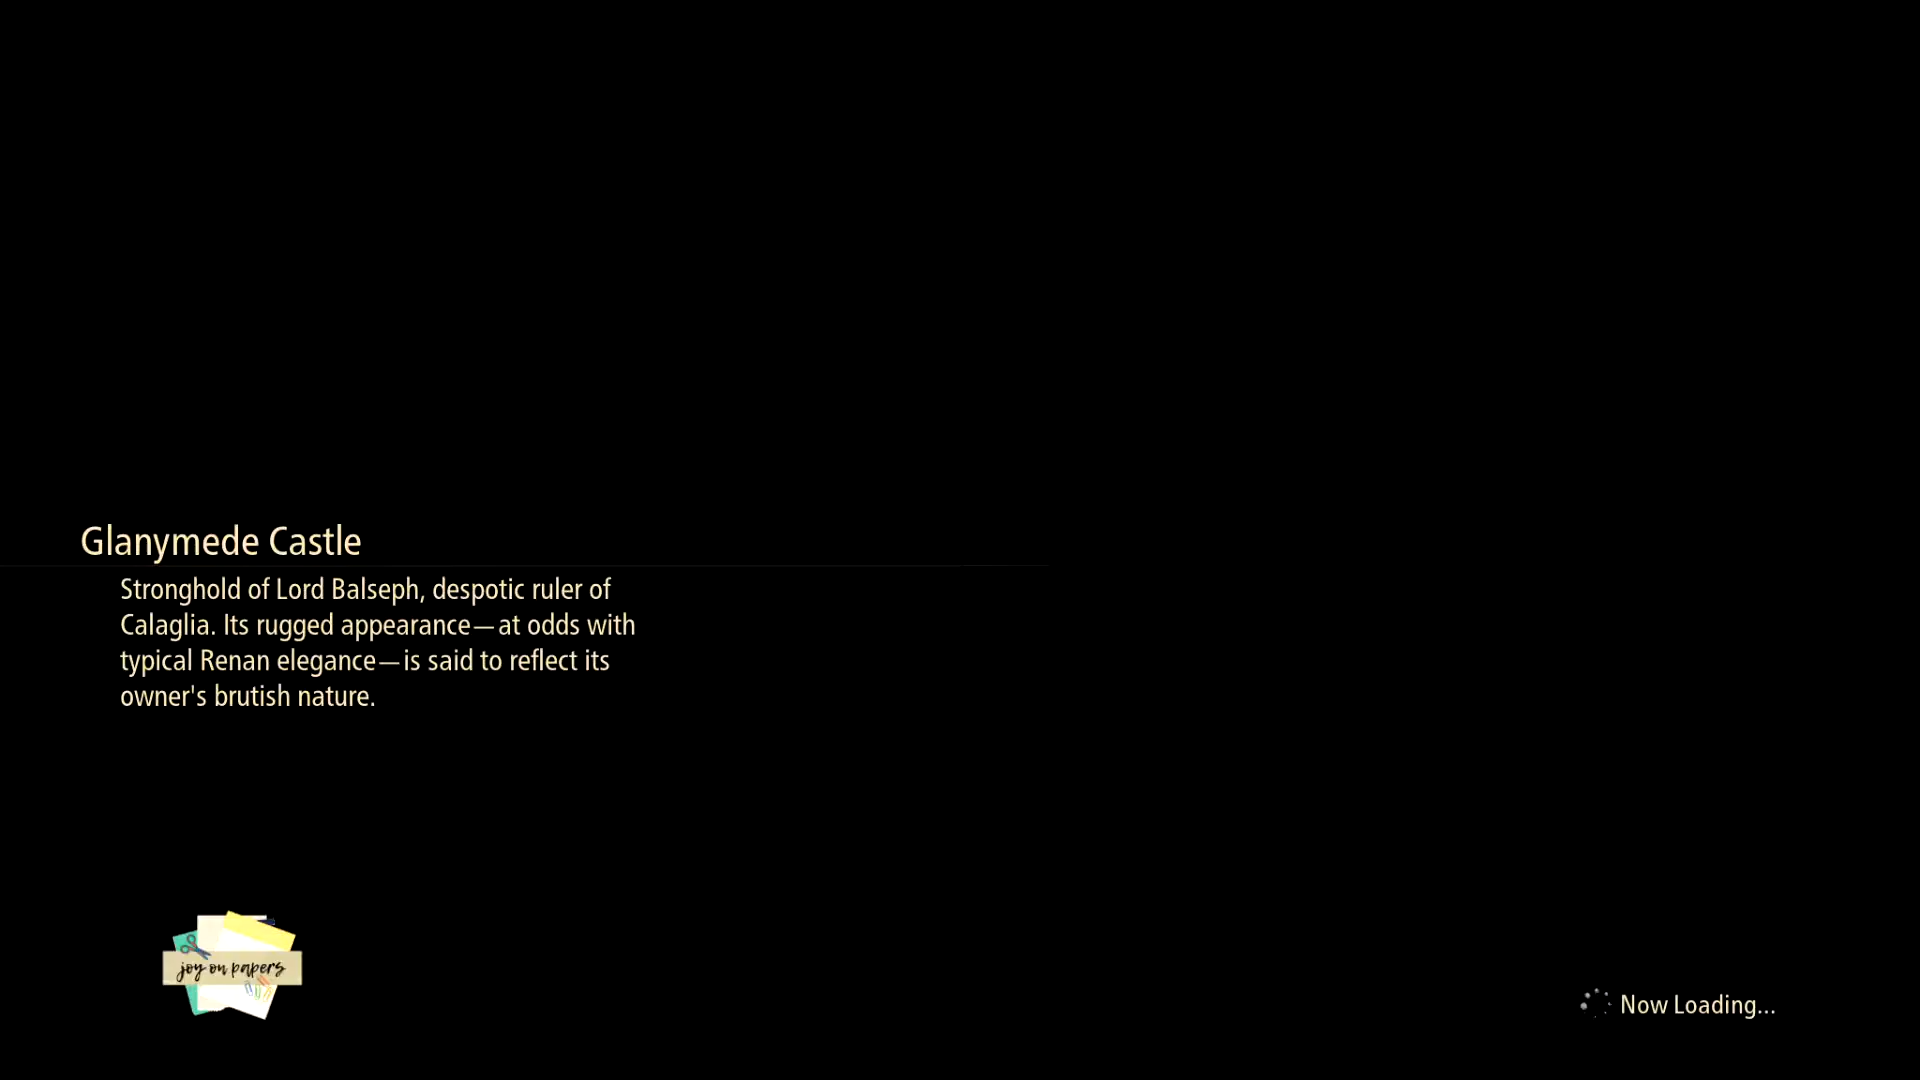 Glanymede Castle
Stronghold of Lord Balseph, despotic ruler of
Calaglia. Its rugged appearance—at odds with
typical Renan elegance—is said to reflect its
owner's brutish nature.
joy on papers
Now Loading...